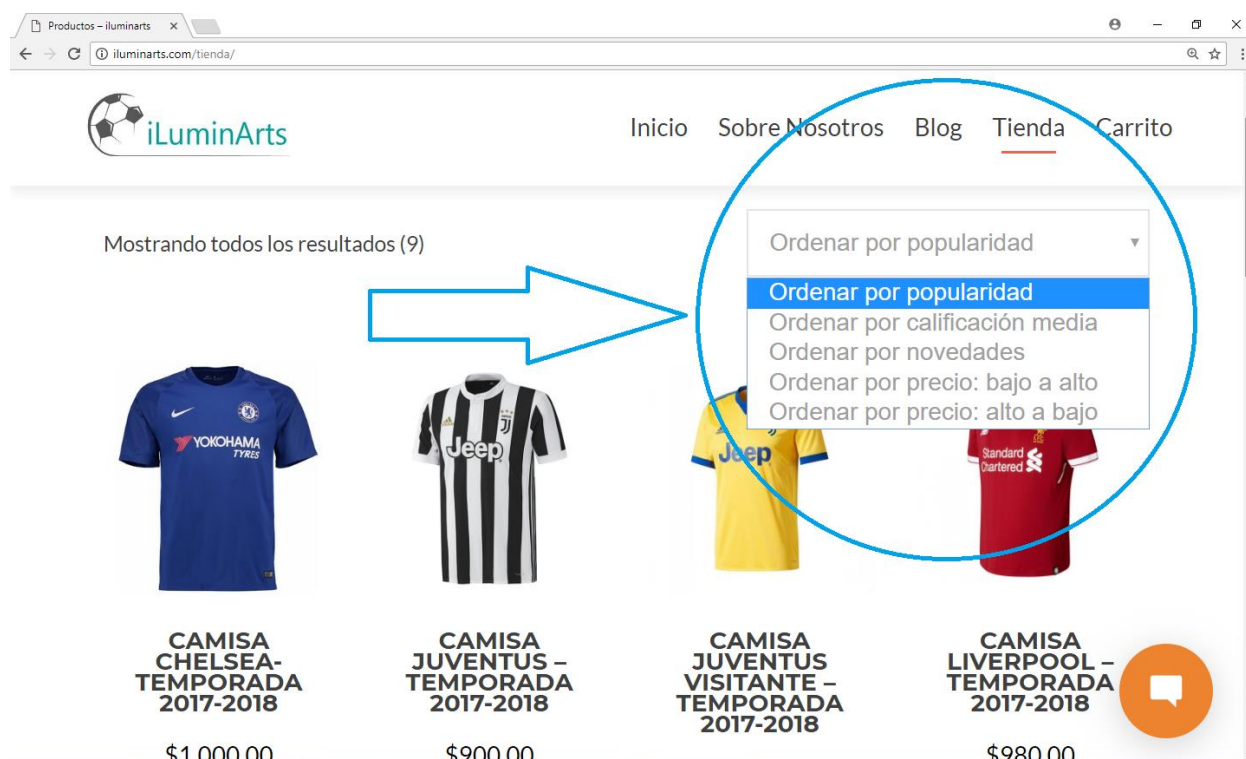 Productos – iluminarts
iluminarts.com/tienda/
iLuminArts
Inicio Sobre Nosotros Blog Tienda Carrito
Mostrando todos los resultados (9)
Ordenar por popularidad
Ordenar por popularidad
Ordenar por calificación media
Ordenar por novedades
Ordenar por precio: bajo a alto
Ordenar por precio: alto a bajo
YOKOHAMA
TYRES
Jeep
Jeep
Standard
Chartered
CAMISA
CHELSEA-
TEMPORADA
2017-2018
$1,000.00
CAMISA
JUVENTUS –
TEMPORADA
2017-2018
$900.00
CAMISA
JUVENTUS
VISITANTE –
TEMPORADA
2017-2018
CAMISA
LIVERPOOL –
TEMPORADA
2017-2018
$980.00